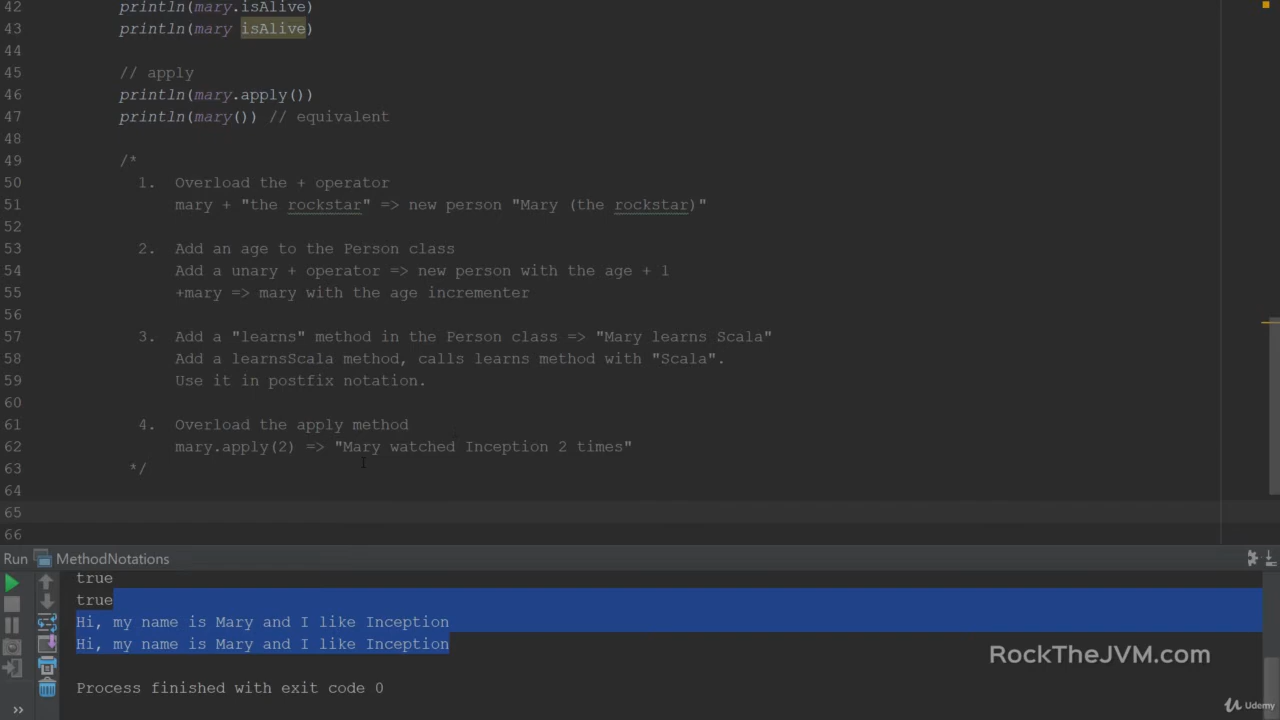 42 println(mary.isAlive)
43 println(mary isAlive)
44
45 // apply
46 println(mary.apply())
47 println(mary()) // equivalent
48
49 /*
50 1. Overload the + operator
51 mary + "the rockstar" => new person "Mary (the rockstar)"
52
53 2. Add an age to the Person class
54 Add a unary + operator => new person with the age + 1
55 +mary => mary with the age incrementer
56
57 3. Add a "learns" method in the Person class => "Mary learns Scala"
58 Add a learnsScala method, calls learns method with "Scala".
59 Use it in postfix notation.
60
61 4. Overload the apply method
62 mary.apply(2) => "Mary watched Inception 2 times"
63 */
64
65
66
Run MethodNotations
true
true
Hi, my name is Mary and I like Inception
Hi, my name is Mary and I like Inception
RockTheJVM.com
Process finished with exit code 0
Udemy